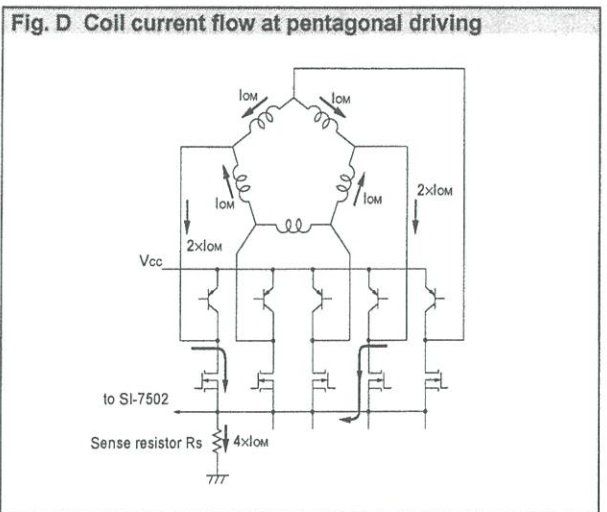 Fig. D Coil current flow at pentagonal driving
IOM
IOM
IOM
IOM
2×IOM
2×IOM
Vcc
to SI-7502
Sense resistor Rs
4×IOM